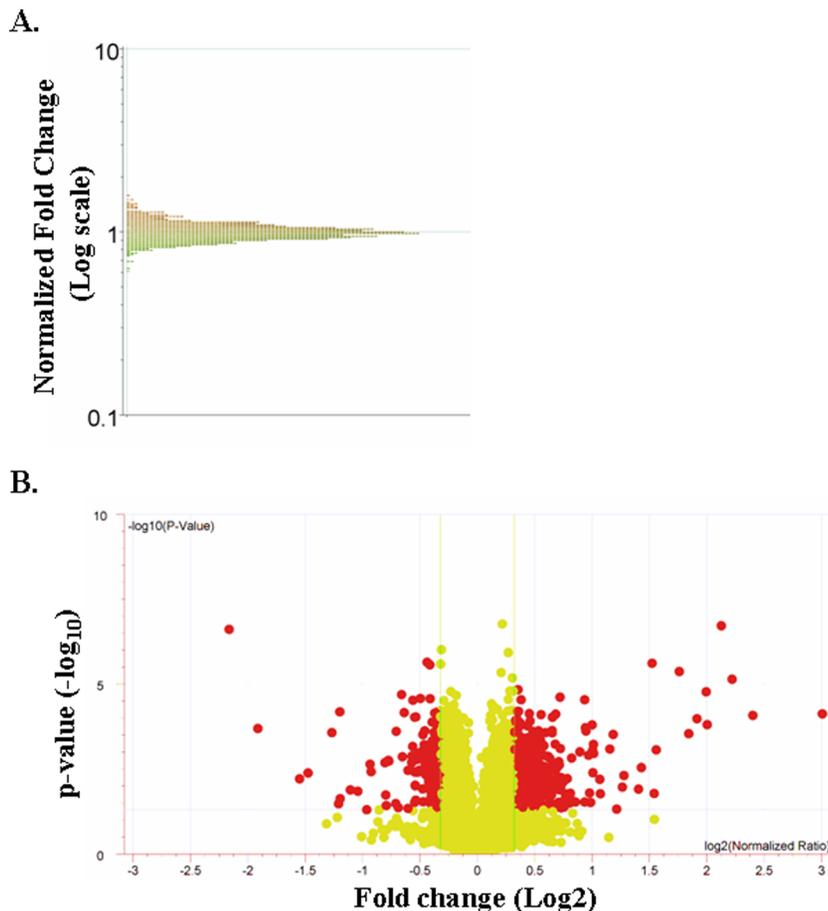 A.
Normalized Fold Change
(Log scale)
10
1
0.1
B.
p-value (-log10)
-log10(P-Value)
10
5
0
log2(Normalized Ratio)
-3 -2.5 -2 -1.5 -1 -0.5 0 0.5 1 1.5 2 2.5 3
Fold change (Log2)